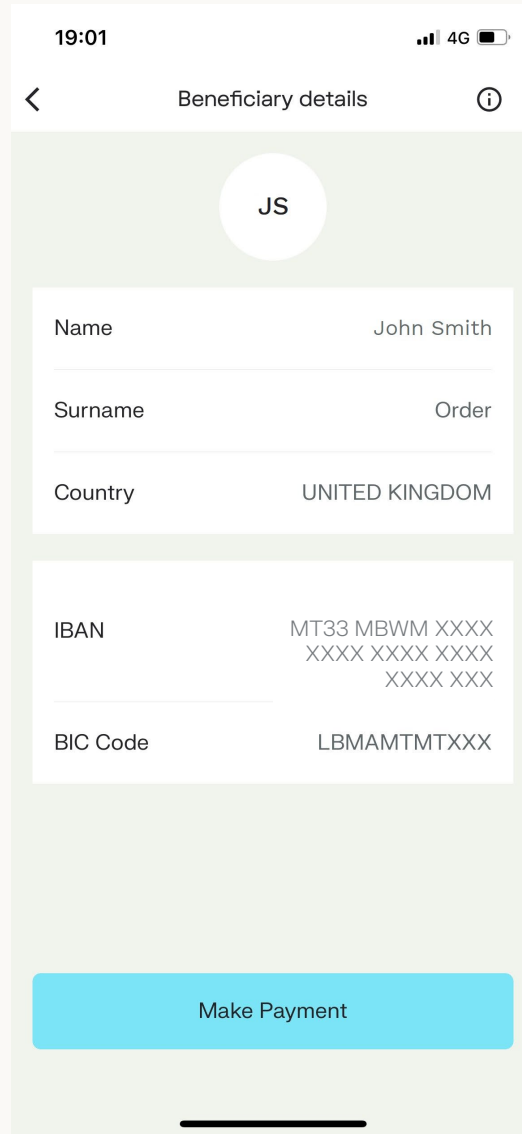 19:01 4G
Beneficiary details
JS
Name John Smith
Surname Order
Country UNITED KINGDOM
IBAN MT33 MBWM XXXX
XXXX XXXX XXXX
XXXX XXX
BIC Code LBMAMTMTXXX
Make Payment